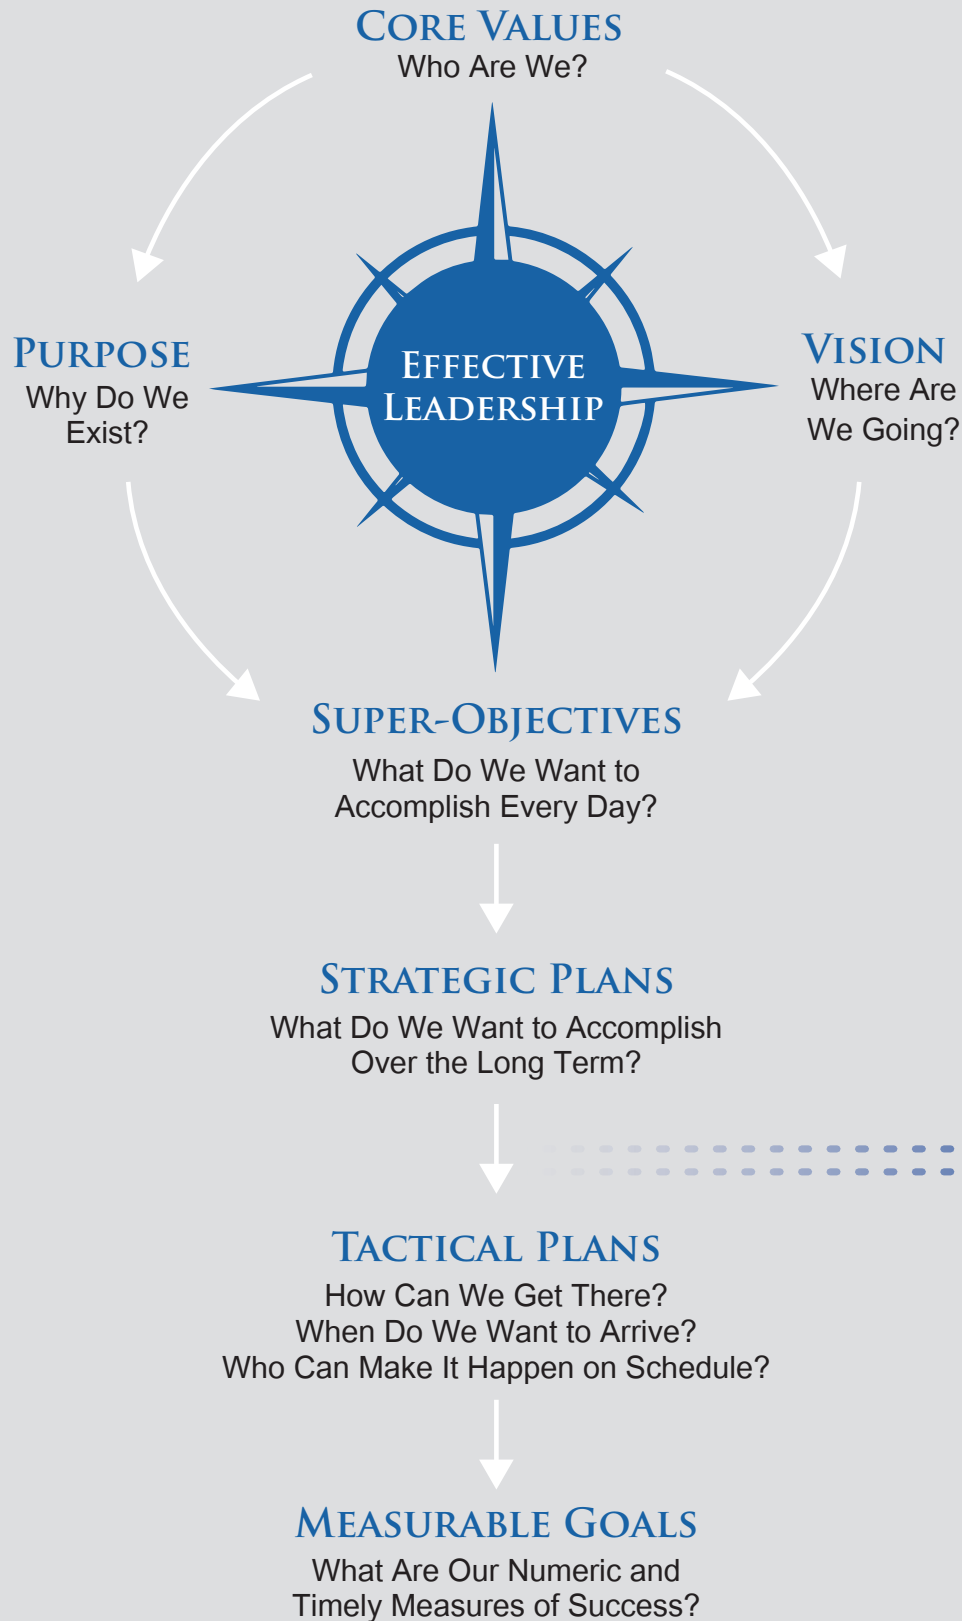 CORE VALUES
Who Are We?
PURPOSE
Why Do We
Exist?
EFFECTIVE
LEADERSHIP
VISION
Where Are
We Going?
SUPER-OBJECTIVES
What Do We Want to
Accomplish Every Day?
STRATEGIC PLANS
What Do We Want to Accomplish
Over the Long Term?
TACTICAL PLANS
How Can We Get There?
When Do We Want to Arrive?
Who Can Make It Happen on Schedule?
MEASURABLE GOALS
What Are Our Numeric and
Timely Measures of Success?